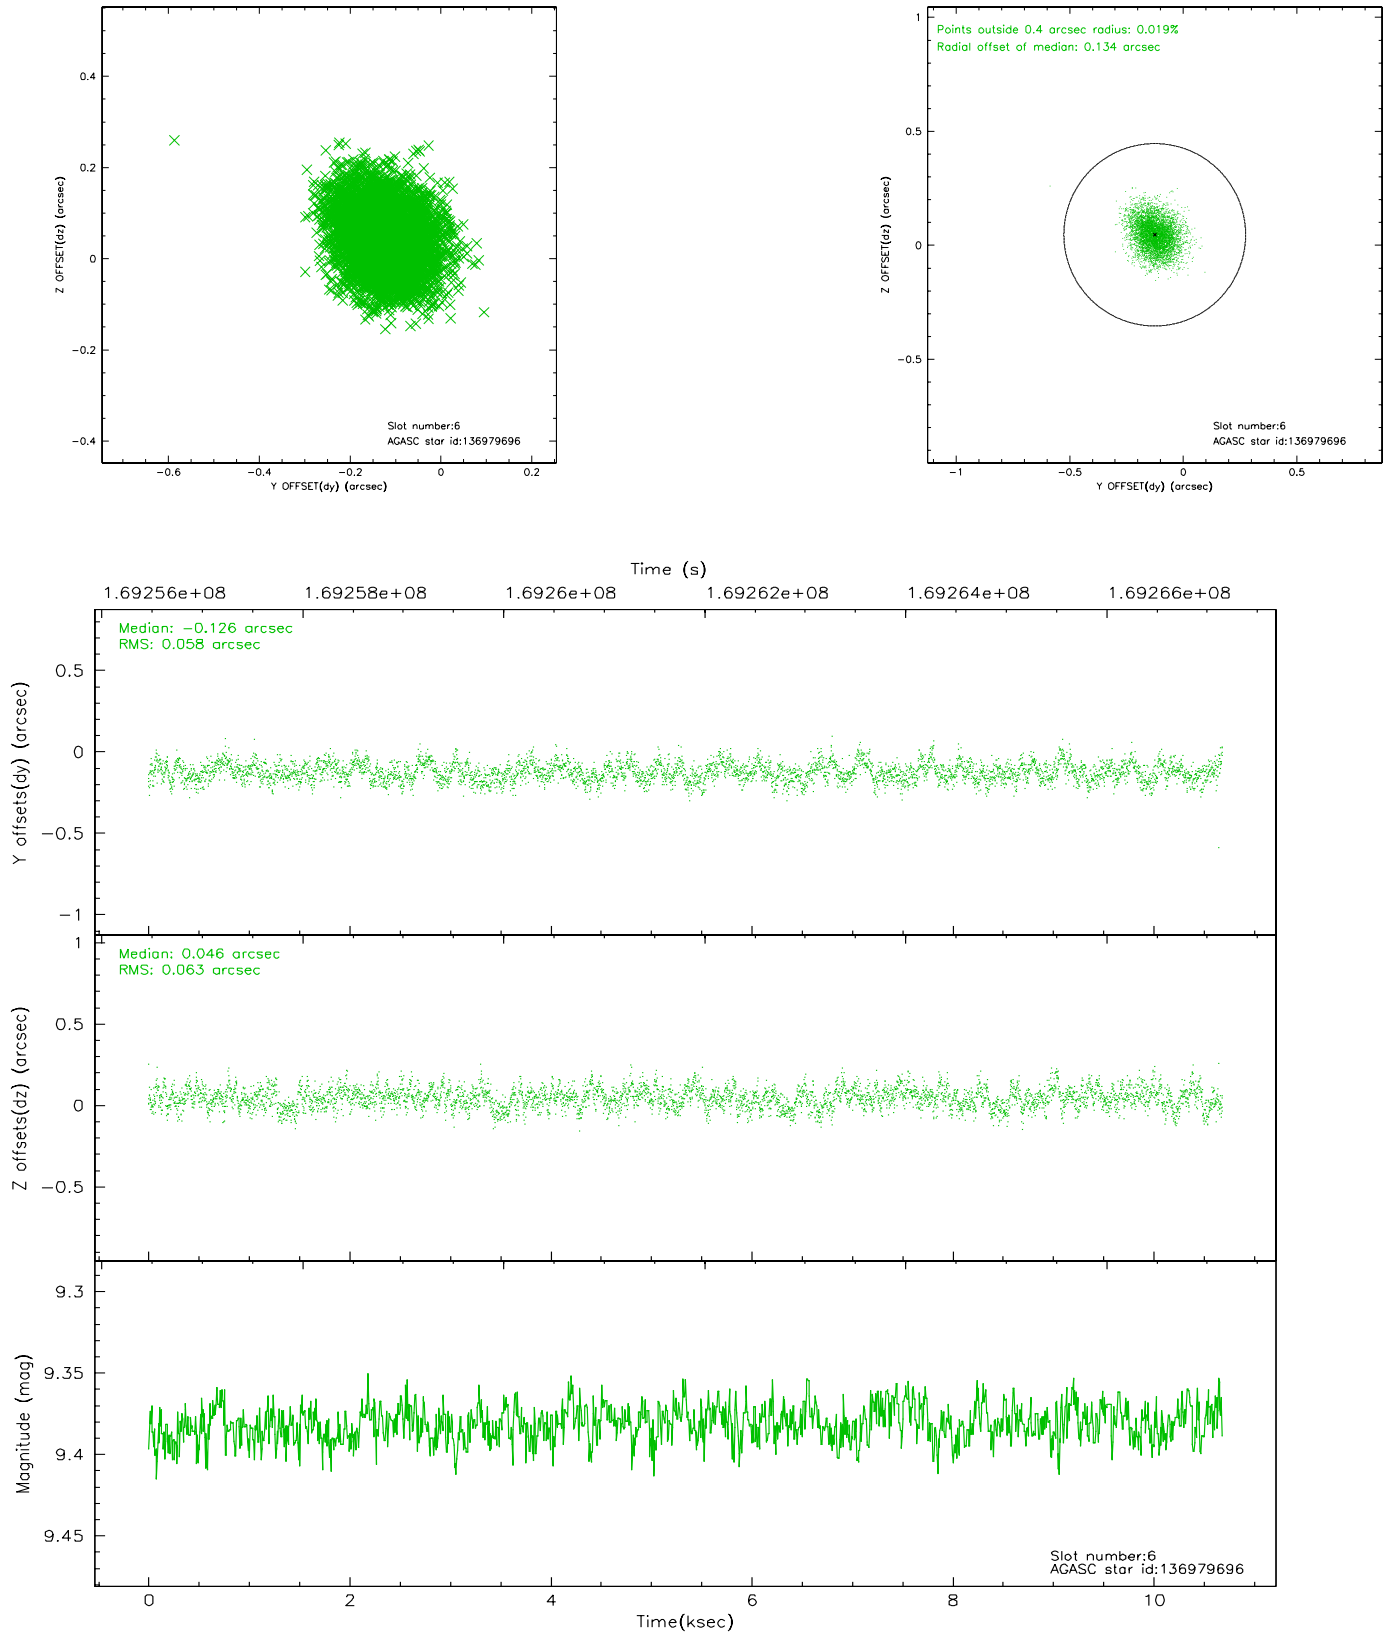 0.4
0.2
0
−0.2
−0.4
Z OFFSET(dz) (arcsec)
−0.6
−0.4
−0.2
0
0.2
Y OFFSET(dy) (arcsec)
Slot number:6
AGASC star id:136979696
Points outside 0.4 arcsec radius: 0.019%
Radial offset of median: 0.134 arcsec
1
0.5
0
−0.5
Z OFFSET(dz) (arcsec)
−1
−0.5
0
0.5
Y OFFSET(dy) (arcsec)
Slot number:6
AGASC star id:136979696
Time (s)
1.69256e+08
1.69258e+08
1.6926e+08
1.69262e+08
1.69264e+08
1.69266e+08
Median: −0.126 arcsec
RMS: 0.058 arcsec
0.5
0
−0.5
−1
Y offsets(dy) (arcsec)
Median: 0.046 arcsec
RMS: 0.063 arcsec
1
0.5
0
−0.5
Z offsets(dz) (arcsec)
9.3
9.35
9.4
9.45
Magnitude (mag)
Slot number:6
AGASC star id:136979696
0
2
4
6
8
10
Time(ksec)